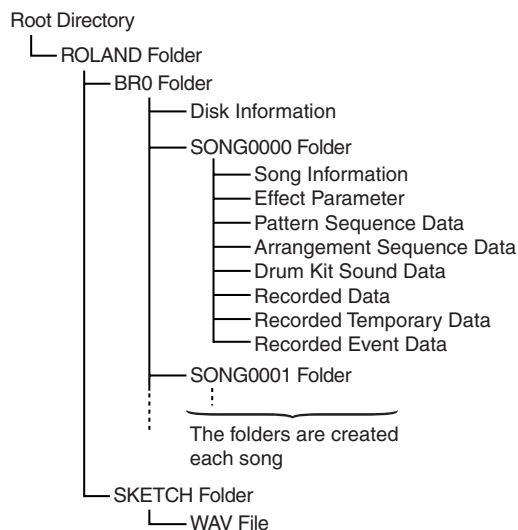 Root Directory
ROLAND Folder
BR0 Folder
Disk Information
SONG0000 Folder
Song Information
Effect Parameter
Pattern Sequence Data
Arrangement Sequence Data
Drum Kit Sound Data
Recorded Data
Recorded Temporary Data
Recorded Event Data
SONG0001 Folder
The folders are created
each song
SKETCH Folder
WAV File